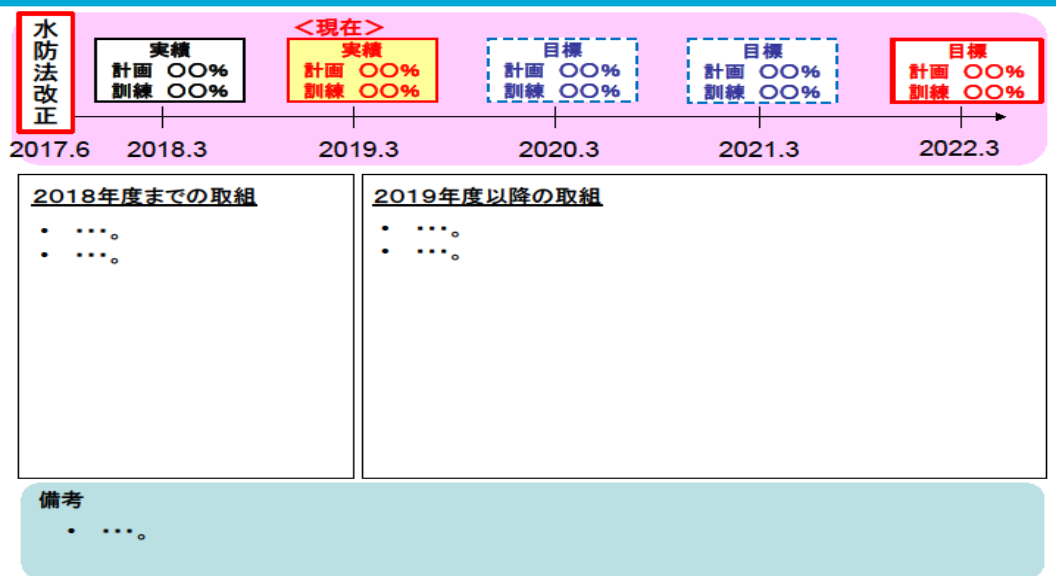 水防法改正
<現在>
実績
計画 〇〇%
訓練 〇〇%
実績
計画 〇〇%
訓練 〇〇%
目標
計画 〇〇%
訓練 〇〇%
目標
計画 〇〇%
訓練 〇〇%
目標
計画 〇〇%
訓練 〇〇%
2017.6 2018.3 2019.3 2020.3 2021.3 2022.3
2018年度までの取組
・ …。
・ …。
2019年度以降の取組
・ …。
・ …。
備考
・ …。